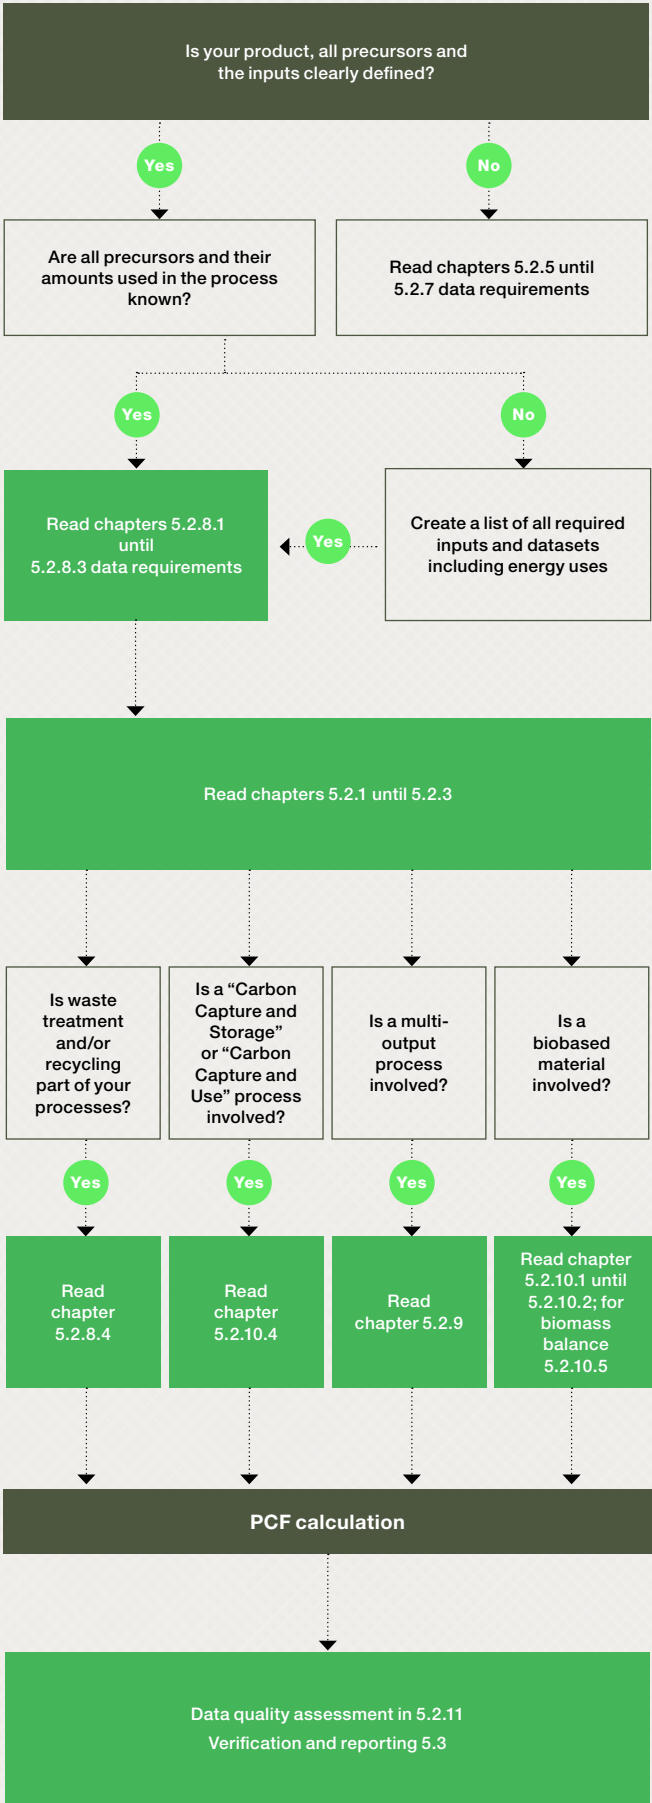 Is your product, all precursors and
the inputs clearly defined?
Yes
No
Are all precursors and their
amounts used in the process
known?
Read chapters 5.2.5 until
5.2.7 data requirements
Yes
No
Read chapters 5.2.8.1
until
5.2.8.3 data requirements
Yes
Create a list of all required
inputs and datasets
including energy uses
Read chapters 5.2.1 until 5.2.3
Is waste
treatment
and/or
recycling
part of your
processes?
Is a “Carbon
Capture and
Storage”
or “Carbon
Capture and
Use” process
involved?
Is a multi-
output
process
involved?
Is a
biobased
material
involved?
Yes
Yes
Yes
Yes
Read
chapter
5.2.8.4
Read
chapter
5.2.10.4
Read
chapter 5.2.9
Read chapter
5.2.10.1 until
5.2.10.2; for
biomass
balance
5.2.10.5
PCF calculation
Data quality assessment in 5.2.11
Verification and reporting 5.3